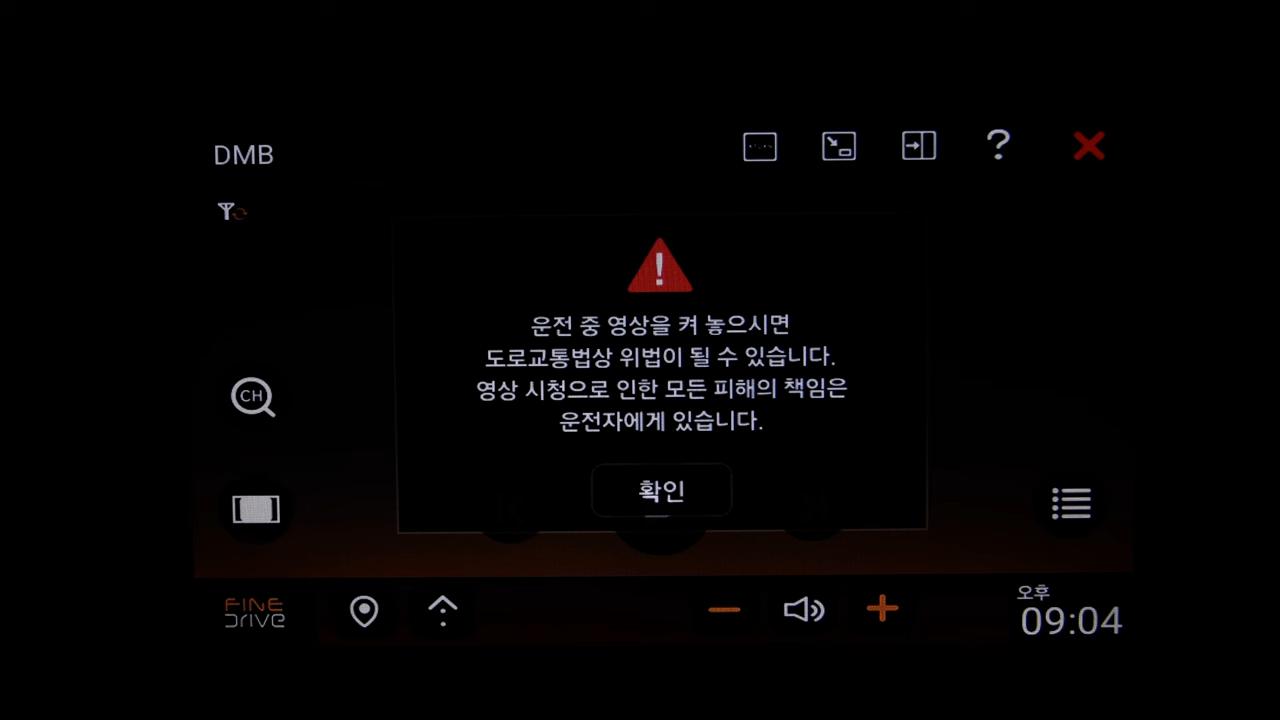 DMB
?
운전 중 영상을 켜 놓으시면
도로교통법상 위법이 될 수 있습니다.
영상 시청으로 인한 모든 피해의 책임은
운전자에게 있습니다.
CH
확인
FINE
DRIVE
오후
09:04